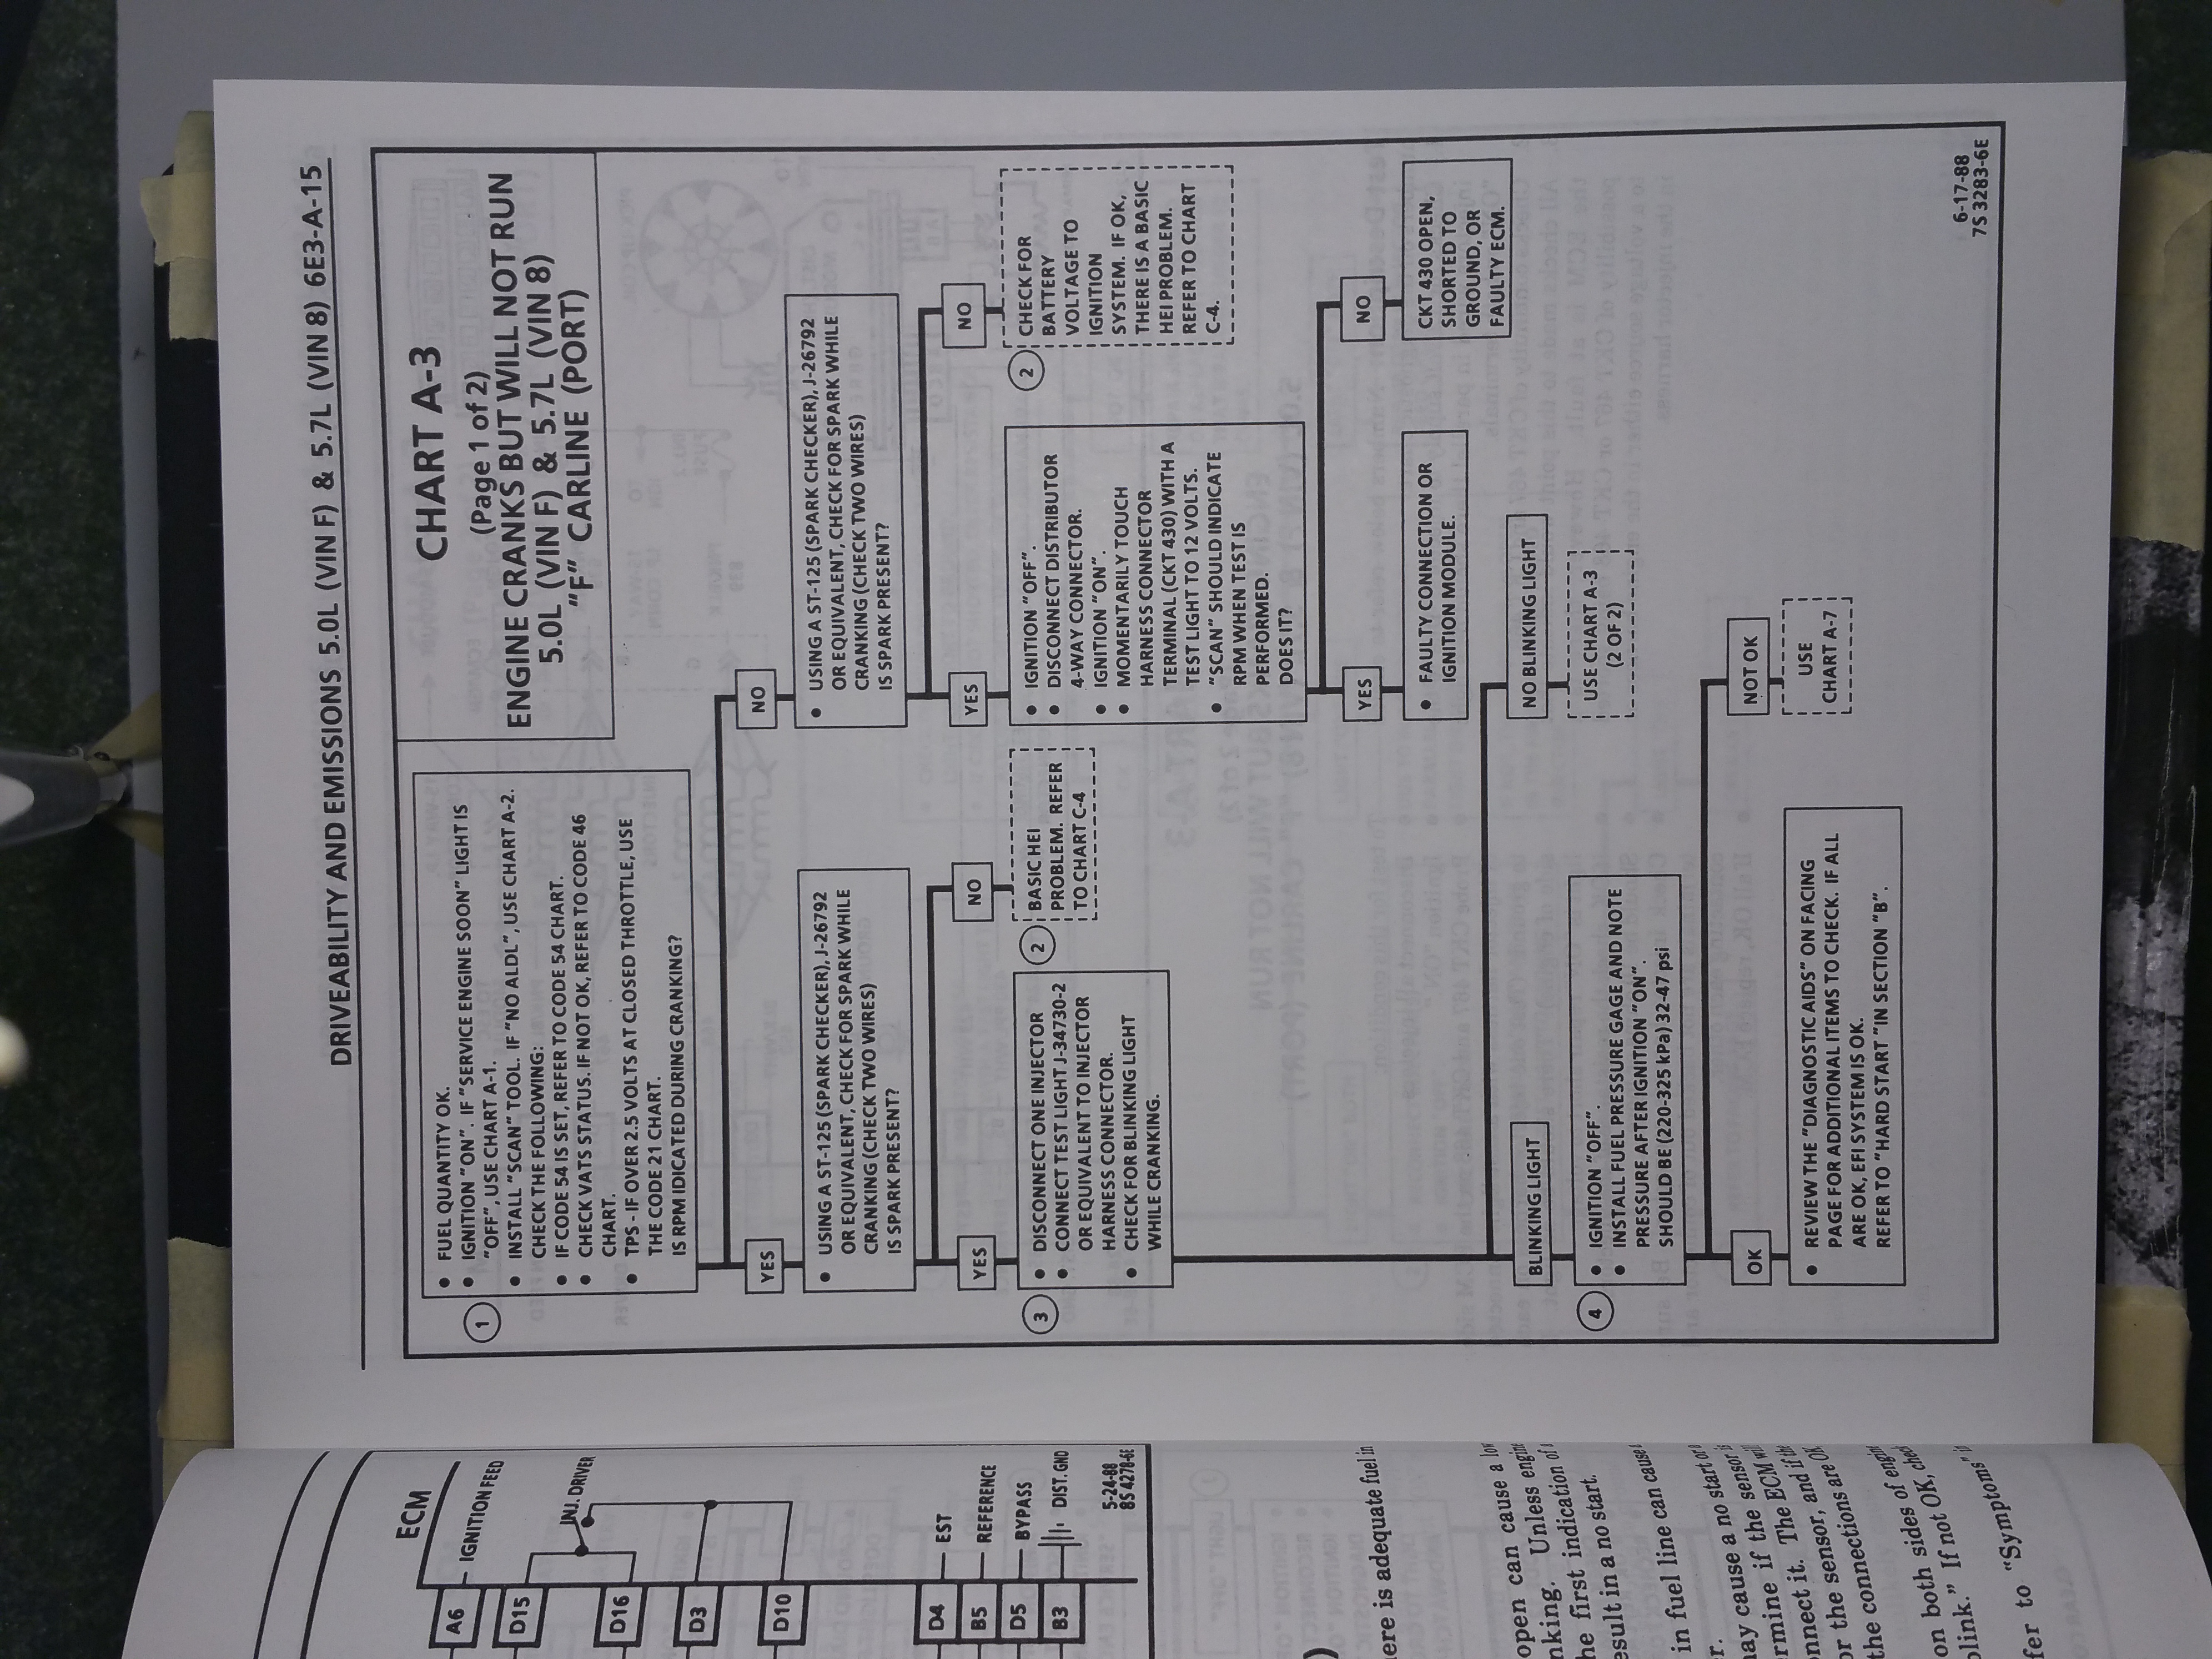 DRIVEABILITY AND EMISSIONS 5.0L (VIN F) & 5.7L (VIN 8) 6E3-A-15
CHART A-3
(Page 1 of 2)
ENGINE CRANKS BUT WILL NOT RUN
5.0L (VIN F) & 5.7L (VIN 8)
"F" CARLINE (PORT)
1
• FUEL QUANTITY OK.
• IGNITION "ON". IF "SERVICE ENGINE SOON" LIGHT IS
"OFF", USE CHART A-1.
• INSTALL "SCAN" TOOL. IF "NO ALDL", USE CHART A-2.
CHECK THE FOLLOWING:
• IF CODE 54 IS SET, REFER TO CODE 54 CHART.
• CHECK VATS STATUS. IF NOT OK, REFER TO CODE 46
CHART.
• TPS - IF OVER 2.5 VOLTS AT CLOSED THROTTLE, USE
THE CODE 21 CHART.
IS RPM IDICATED DURING CRANKING?
YES
NO
• USING A ST-125 (SPARK CHECKER), J-26792
OR EQUIVALENT, CHECK FOR SPARK WHILE
CRANKING (CHECK TWO WIRES)
IS SPARK PRESENT?
• USING A ST-125 (SPARK CHECKER), J-26792
OR EQUIVALENT, CHECK FOR SPARK WHILE
CRANKING (CHECK TWO WIRES)
IS SPARK PRESENT?
YES
NO
YES
NO
3
• DISCONNECT ONE INJECTOR
• CONNECT TEST LIGHT J-34730-2
OR EQUIVALENT TO INJECTOR
HARNESS CONNECTOR.
• CHECK FOR BLINKING LIGHT
WHILE CRANKING.
2
BASIC HEI
PROBLEM. REFER
TO CHART C-4
• IGNITION "OFF".
• DISCONNECT DISTRIBUTOR
4-WAY CONNECTOR.
• IGNITION "ON".
• MOMENTARILY TOUCH
HARNESS CONNECTOR
TERMINAL (CKT 430) WITH A
TEST LIGHT TO 12 VOLTS.
• "SCAN" SHOULD INDICATE
RPM WHEN TEST IS
PERFORMED.
DOES IT?
2
CHECK FOR
BATTERY
VOLTAGE TO
IGNITION
SYSTEM. IF OK,
THERE IS A BASIC
HEI PROBLEM.
REFER TO CHART
C-4.
YES
NO
• FAULTY CONNECTION OR
IGNITION MODULE.
CKT 430 OPEN,
SHORTED TO
GROUND, OR
FAULTY ECM.
BLINKING LIGHT
NO BLINKING LIGHT
4
• IGNITION "OFF".
• INSTALL FUEL PRESSURE GAGE AND NOTE
PRESSURE AFTER IGNITION "ON".
SHOULD BE (220-325 kPa) 32-47 psi
USE CHART A-3
(2 OF 2)
OK
NOT OK
• REVIEW THE "DIAGNOSTIC AIDS" ON FACING
PAGE FOR ADDITIONAL ITEMS TO CHECK. IF ALL
ARE OK, EFI SYSTEM IS OK.
REFER TO "HARD START "IN SECTION "B".
USE
CHART A-7
6-17-88
7S 3283-6E
ECM
A6 IGNITION FEED
D15
INJ. DRIVER
D16
D3
D10
D4 EST
B5 REFERENCE
D5 BYPASS
B3 DIST. GND
5-24-88
8S 4278-6E
)
here is adequate fuel in
open can cause a low
nking. Unless engine
he first indication of
esult in a no start.
in fuel line can cause
r.
may cause a no start or
ermine if the sensor is
onnect it. The ECM will
or the sensor, and if the
the connections are OK
on both sides of engine
blink." If not OK, check
fer to "Symptoms" in